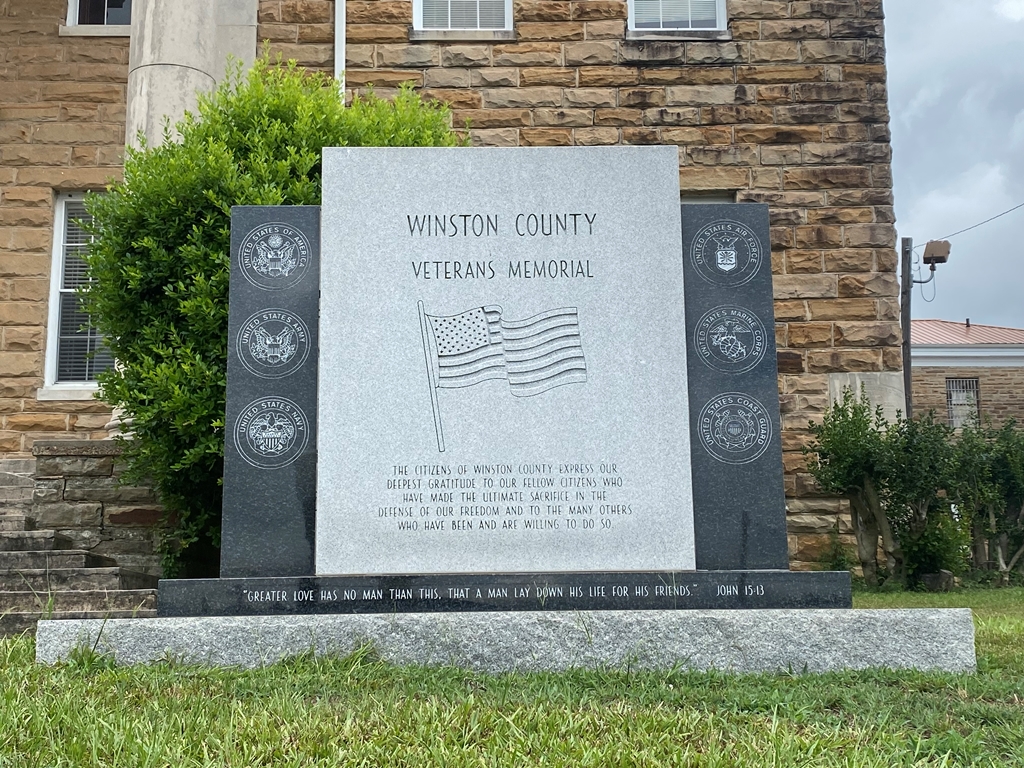 WINSTON COUNTY
VETERANS MEMORIAL
THE CITIZENS OF WINSTON COUNTY EXPRESS OUR
DEEPEST GRATITUDE TO OUR FELLOW CITIZENS WHO
HAVE MADE THE ULTIMATE SACRIFICE IN THE
DEFENSE OF OUR FREEDOM AND TO THE MANY OTHERS
WHO HAVE BEEN AND ARE WILLING TO DO SO.
UNITED STATES OF AMERICA
UNITED STATES ARMY
UNITED STATES NAVY
UNITED STATES AIR FORCE
UNITED STATES MARINE CORPS
UNITED STATES COAST GUARD
"GREATER LOVE HAS NO MAN THAN THIS, THAT A MAN LAY DOWN HIS LIFE FOR HIS FRIENDS." JOHN 15:13